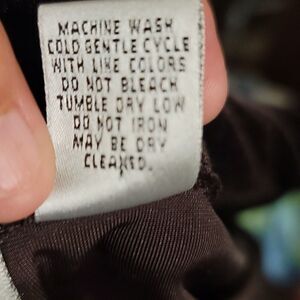 MACHINE WASH
COLD GENTLE CYCLE
WITH LIKE COLORS
DO NOT BLEACH
TUMBLE DRY LOW
DO NOT IRON
MAY BE DRY
CLEANED.